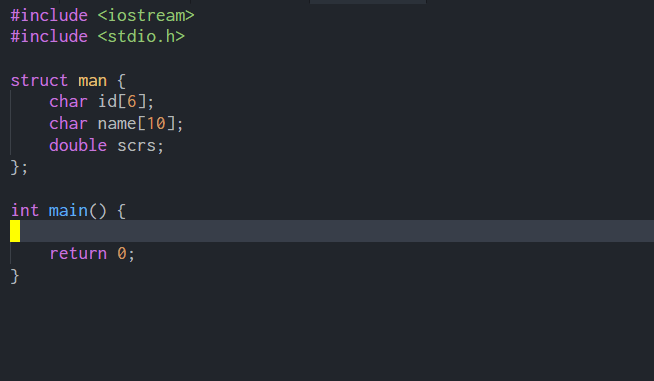 #include <iostream>
#include <stdio.h>
struct man {
    char id[6];
    char name[10];
    double scrs;
};
int main() {
    return 0;
}